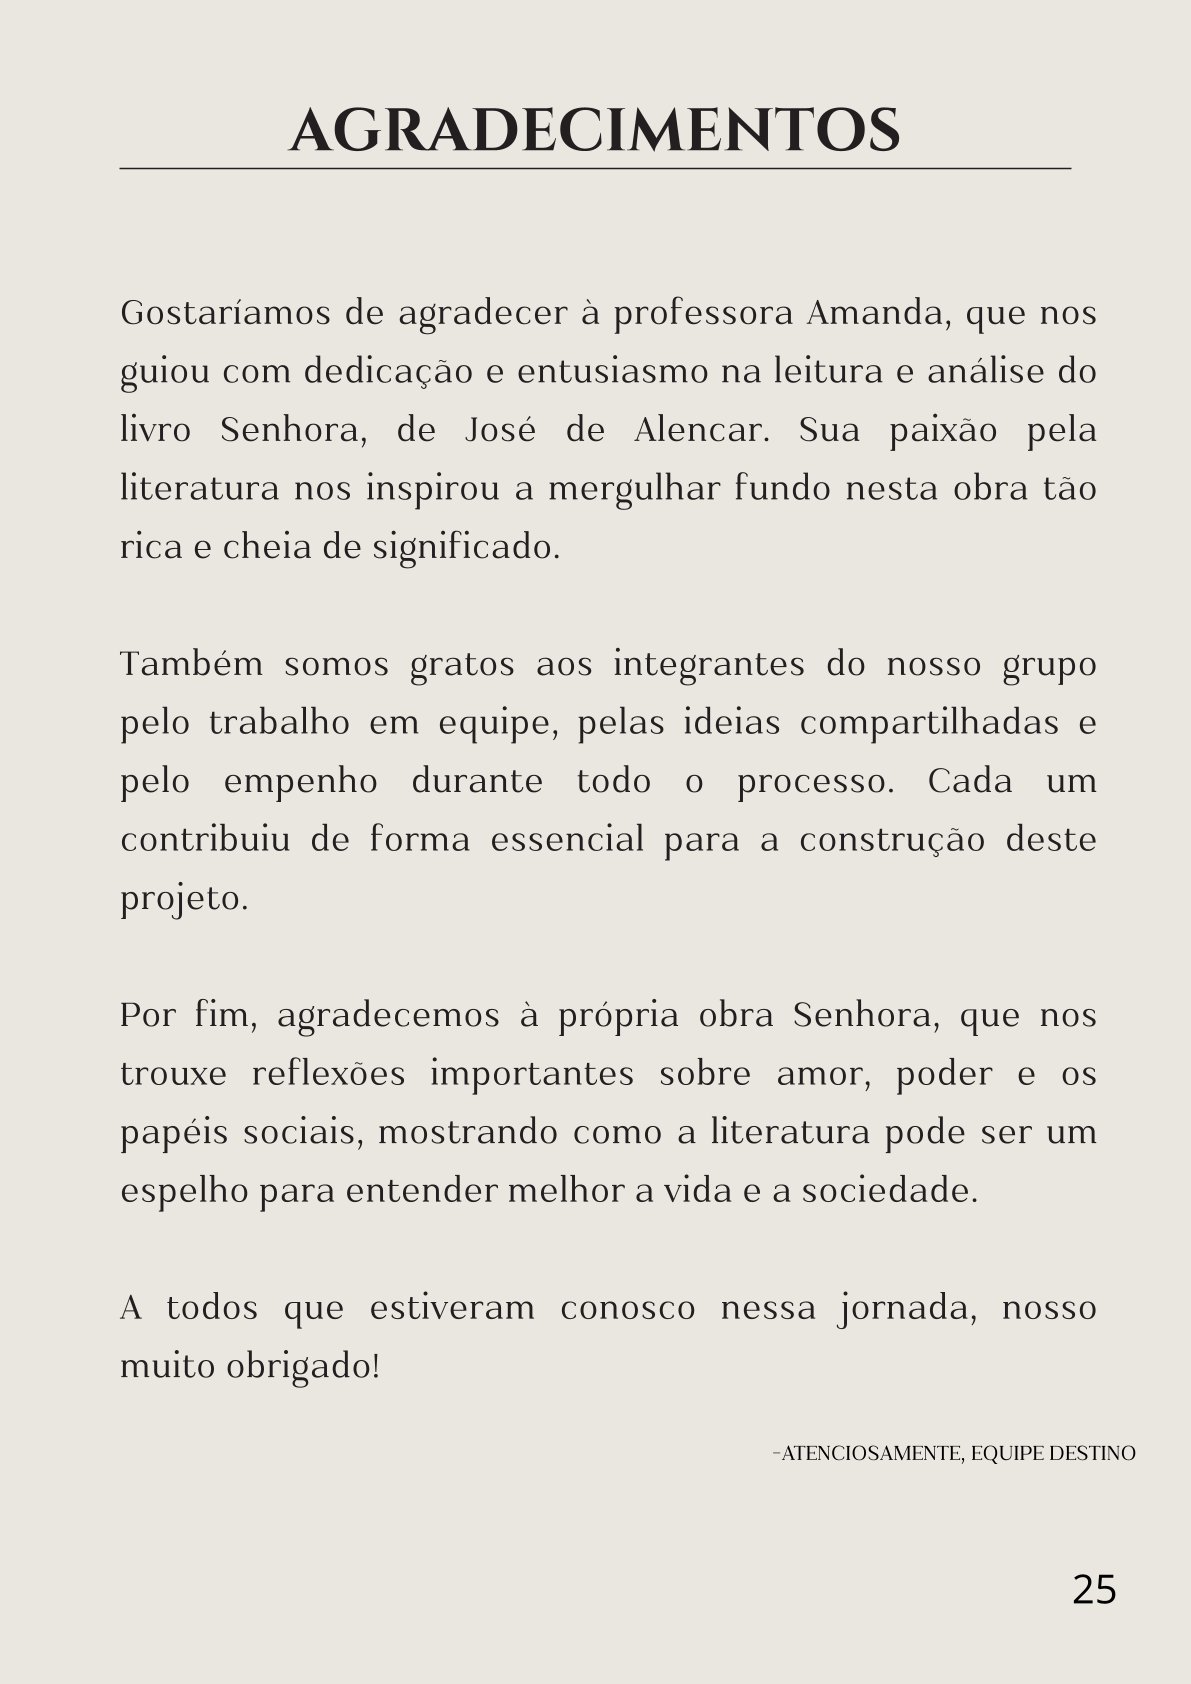 AGRADECIMENTOS
Gostaríamos de agradecer à professora Amanda, que nos
guiou com dedicação e entusiasmo na leitura e análise do
livro Senhora, de José de Alencar. Sua paixão pela
literatura nos inspirou a mergulhar fundo nesta obra tão
rica e cheia de significado.
Também somos gratos aos integrantes do nosso grupo
pelo trabalho em equipe, pelas ideias compartilhadas e
pelo empenho durante todo o processo. Cada um
contribuiu de forma essencial para a construção deste
projeto.
Por fim, agradecemos à própria obra Senhora, que nos
trouxe reflexões importantes sobre amor, poder e os
papéis sociais, mostrando como a literatura pode ser um
espelho para entender melhor a vida e a sociedade.
A todos que estiveram conosco nessa jornada, nosso
muito obrigado!
-ATENCIOSAMENTE, EQUIPE DESTINO
25